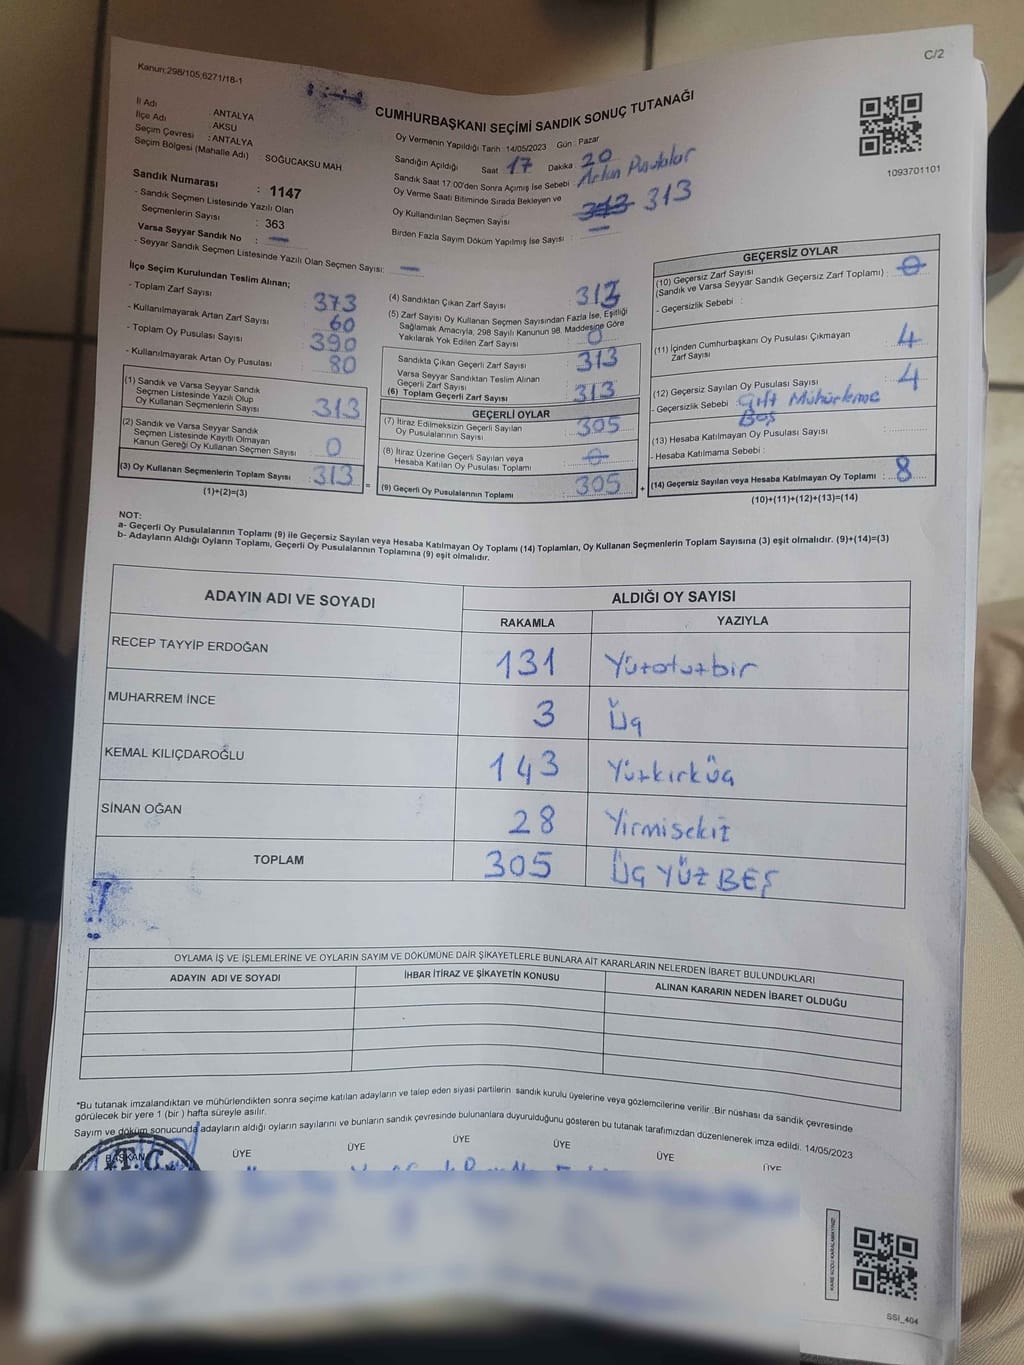 C/2
Kanun:298/105,6271/18-1
CUMHURBAŞKANI SEÇİMİ SANDIK SONUÇ TUTANAĞI
1093701101
İl Adı : ANTALYA
İlçe Adı : AKSU
Seçim Çevresi : ANTALYA
Seçim Bölgesi (Mahalle Adı) SOĞUCAKSU MAH
Sandık Numarası : 1147
- Sandık Seçmen Listesinde Yazılı Olan
Seçmenlerin Sayısı : 363
Varsa Seyyar Sandık No : —
- Seyyar Sandık Seçmen Listesinde Yazılı Olan Seçmen Sayısı: —
Oy Vermenin Yapıldığı Tarih : 14/05/2023 Gün : Pazar
Sandığın Açıldığı Saat 17 Dakika 20
Sandık Saat 17.00'den Sonra Açılmış İse Sebebi : Artan Pusulalar
Oy Verme Saati Bitiminde Sırada Bekleyen ve
Oy Kullandırılan Seçmen Sayısı 313 313
Birden Fazla Sayım Döküm Yapılmış İse Sayısı : —
İlçe Seçim Kurulundan Teslim Alınan;
- Toplam Zarf Sayısı 373
- Kullanılmayarak Artan Zarf Sayısı 60
- Toplam Oy Pusulası Sayısı 390
- Kullanılmayarak Artan Oy Pusulası 80
(1) Sandık ve Varsa Seyyar Sandık
Seçmen Listesinde Yazılı Olup
Oy Kullanan Seçmenlerin Sayısı 313
(2) Sandık ve Varsa Seyyar Sandık
Seçmen Listesinde Kayıtlı Olmayan
Kanun Gereği Oy Kullanan Seçmen Sayısı : 0
(3) Oy Kullanan Seçmenlerin Toplam Sayısı : 313
(1)+(2)=(3)
=
(4) Sandıktan Çıkan Zarf Sayısı 313
(5) Zarf Sayısı Oy Kullanan Seçmen Sayısından Fazla İse, Eşitliği
Sağlamak Amacıyla; 298 Sayılı Kanunun 98. Maddesine Göre
Yakılarak Yok Edilen Zarf Sayısı : 0
Sandıkta Çıkan Geçerli Zarf Sayısı 313
Varsa Seyyar Sandıktan Teslim Alınan
Geçerli Zarf Sayısı
(6) Toplam Geçerli Zarf Sayısı : 313
GEÇERLİ OYLAR
(7) İtiraz Edilmeksizin Geçerli Sayılan
Oy Pusulalarının Sayısı : 305
(8) İtiraz Üzerine Geçerli Sayılan veya
Hesaba Katılan Oy Pusulası Toplamı : 0
(9) Geçerli Oy Pusulalarının Toplamı : 305
+
GEÇERSİZ OYLAR
(10) Geçersiz Zarf Sayısı
(Sandık ve Varsa Seyyar Sandık Geçersiz Zarf Toplamı) : 0
- Geçersizlik Sebebi :
(11) İçinden Cumhurbaşkanı Oy Pusulası Çıkmayan
Zarf Sayısı : 4
(12) Geçersiz Sayılan Oy Pusulası Sayısı : 4
- Geçersizlik Sebebi : Çift Mühürleme
Boş
(13) Hesaba Katılmayan Oy Pusulası Sayısı :
- Hesaba Katılmama Sebebi :
(14) Geçersiz Sayılan veya Hesaba Katılmayan Oy Toplamı : 8
(10)+(11)+(12)+(13)=(14)
NOT:
a- Geçerli Oy Pusulalarının Toplamı (9) ile Geçersiz Sayılan veya Hesaba Katılmayan Oy Toplamı (14) Toplamları, Oy Kullanan Seçmenlerin Toplam Sayısına (3) eşit olmalıdır. (9)+(14)=(3)
b- Adayların Aldığı Oyların Toplamı, Geçerli Oy Pusulalarının Toplamına (9) eşit olmalıdır.
ADAYIN ADI VE SOYADI ALDIĞI OY SAYISI
RAKAMLA YAZIYLA
RECEP TAYYİP ERDOĞAN 131 Yüzotuzbir
MUHARREM İNCE 3 Üç
KEMAL KILIÇDAROĞLU 143 Yüzkırküç
SİNAN OĞAN 28 Yirmisekiz
TOPLAM 305 ÜÇ YÜZ BEŞ
OYLAMA İŞ VE İŞLEMLERİNE VE OYLARIN SAYIM VE DÖKÜMÜNE DAİR ŞİKAYETLERLE BUNLARA AİT KARARLARIN NELERDEN İBARET BULUNDUKLARI
ADAYIN ADI VE SOYADI İHBAR İTİRAZ VE ŞİKAYETİN KONUSU ALINAN KARARIN NEDEN İBARET OLDUĞU
*Bu tutanak imzalandıktan ve mühürlendikten sonra seçime katılan adayların ve talep eden siyasi partilerin sandık kurulu üyelerine veya gözlemcilerine verilir. Bir nüshası da sandık çevresinde
görülecek bir yere 1 (bir) hafta süreyle asılır.
Sayım ve döküm sonucunda adayların aldığı oyların sayılarını ve bunların sandık çevresinde bulunanlara duyurulduğunu gösteren bu tutanak tarafımızdan düzenlenerek imza edildi. 14/05/2023
BAŞKAN ÜYE ÜYE ÜYE ÜYE ÜYE ÜYE
T.C.
KARE KODU KARALAMAYINIZ!
SSI_404